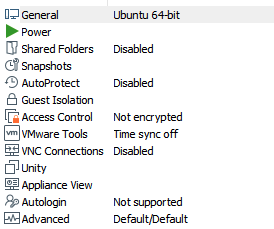 General Ubuntu 64-bit
Power
Shared Folders Disabled
Snapshots
AutoProtect Disabled
Guest Isolation
Access Control Not encrypted
vm VMware Tools Time sync off
VNC Connections Disabled
Unity
Appliance View
Autologin Not supported
Advanced Default/Default